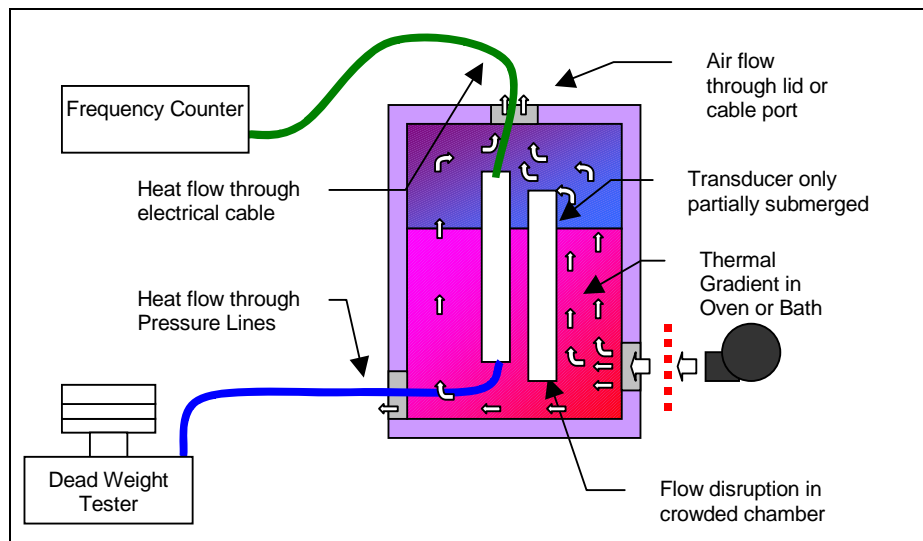 Frequency Counter
Air flow
through lid or
cable port
Heat flow through
electrical cable
Transducer only
partially submerged
Thermal
Gradient in
Oven or Bath
Heat flow through
Pressure Lines
Dead Weight
Tester
Flow disruption in
crowded chamber